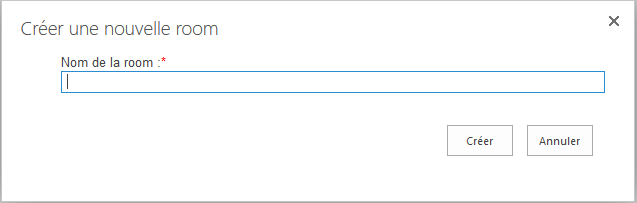 Créer une nouvelle room
Nom de la room :*
Créer
Annuler